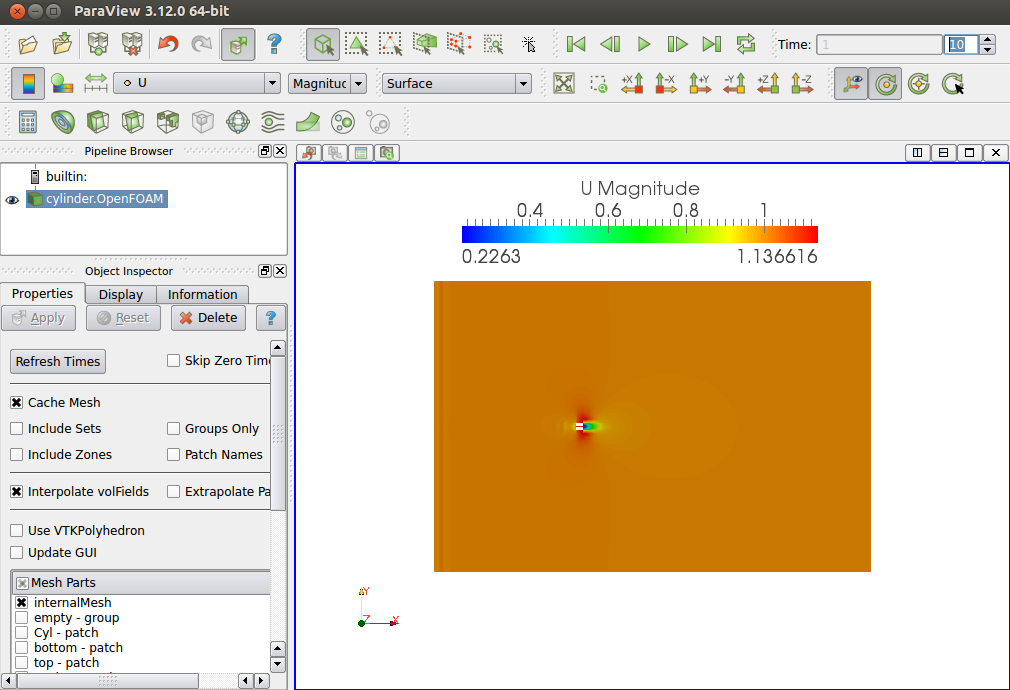 ParaView 3.12.0 64-bit
Time: 1 10
U Magnituc Surface
+X -X +Y -Y +Z -Z
Pipeline Browser
builtin:
cylinder.OpenFOAM
Object Inspector
Properties Display Information
Apply Reset Delete ?
Refresh Times Skip Zero Time
Cache Mesh
Include Sets Groups Only
Include Zones Patch Names
Interpolate volFields Extrapolate Pa
Use VTKPolyhedron
Update GUI
Mesh Parts
internalMesh
empty - group
Cyl - patch
bottom - patch
top - patch
U Magnitude
0.4 0.6 0.8 1
0.2263 1.136616
Y
Z X